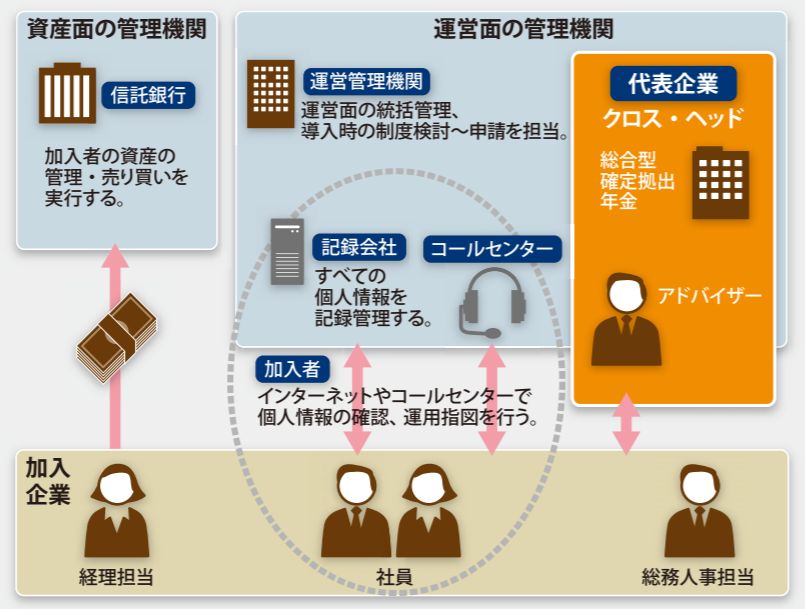 資産面の管理機関
信託銀行
加入者の資産の
管理・売り買いを
実行する。
運営面の管理機関
運営管理機関
運営面の統括管理、
導入時の制度検討～申請を担当。
代表企業
クロス・ヘッド
総合型
確定拠出
年金
アドバイザー
記録会社
すべての
個人情報を
記録管理する。
コールセンター
加入者
インターネットやコールセンターで
個人情報の確認、運用指図を行う。
加入
企業
経理担当
社員
総務人事担当